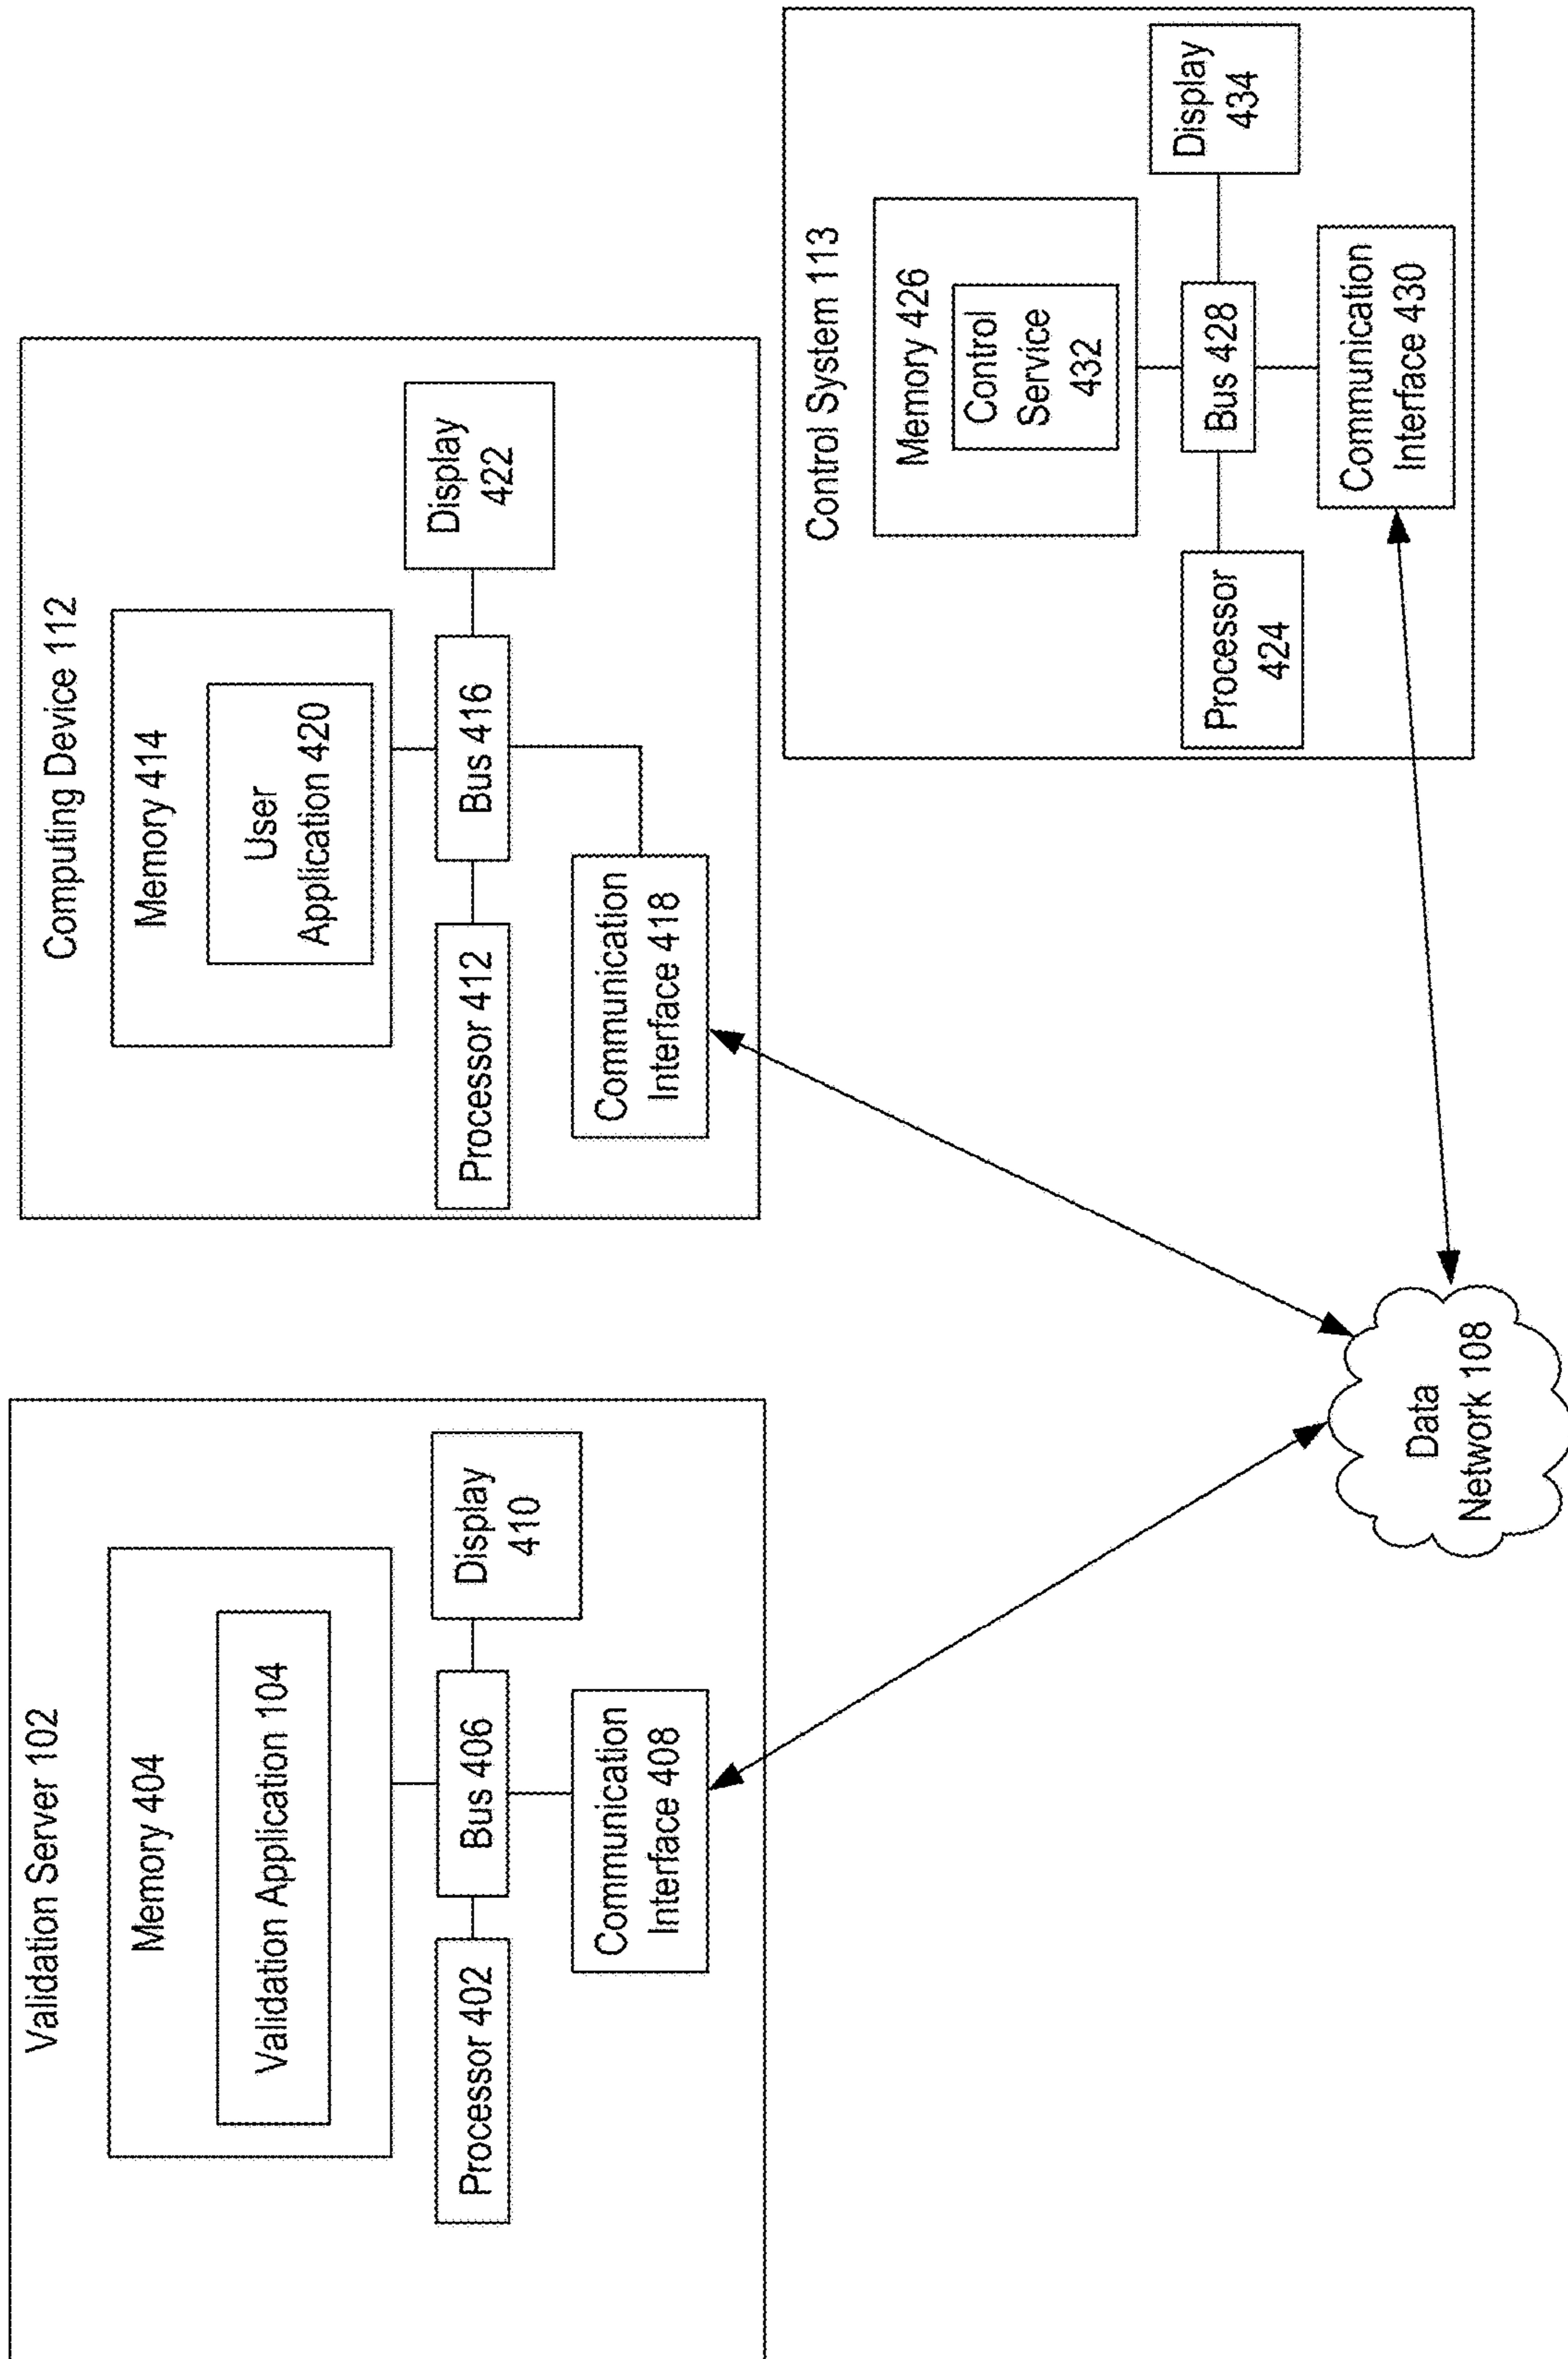 Validation Server 102
Memory 404
Validation Application 104
Processor 402
Bus 406
Display
410
Communication
Interface 408
Computing Device 112
Memory 414
User
Application 420
Processor 412
Bus 416
Display
422
Communication
Interface 418
Control System 113
Memory 426
Control
Service
432
Processor
424
Bus 428
Display
434
Communication
Interface 430
Data
Network 108